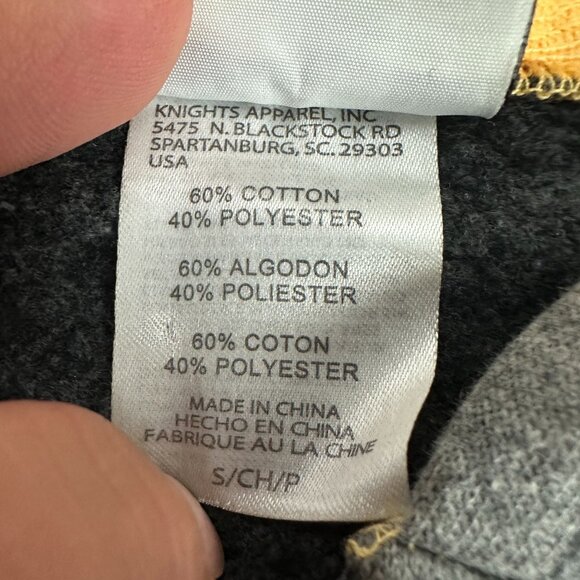 KNIGHTS APPAREL, INC
5475 N. BLACKSTOCK RD
SPARTANBURG, SC. 29303
USA
60% COTTON
40% POLYESTER
60% ALGODON
40% POLIESTER
60% COTON
40% POLYESTER
MADE IN CHINA
HECHO EN CHINA
FABRIQUE AU LA CHINE
S/CH/P